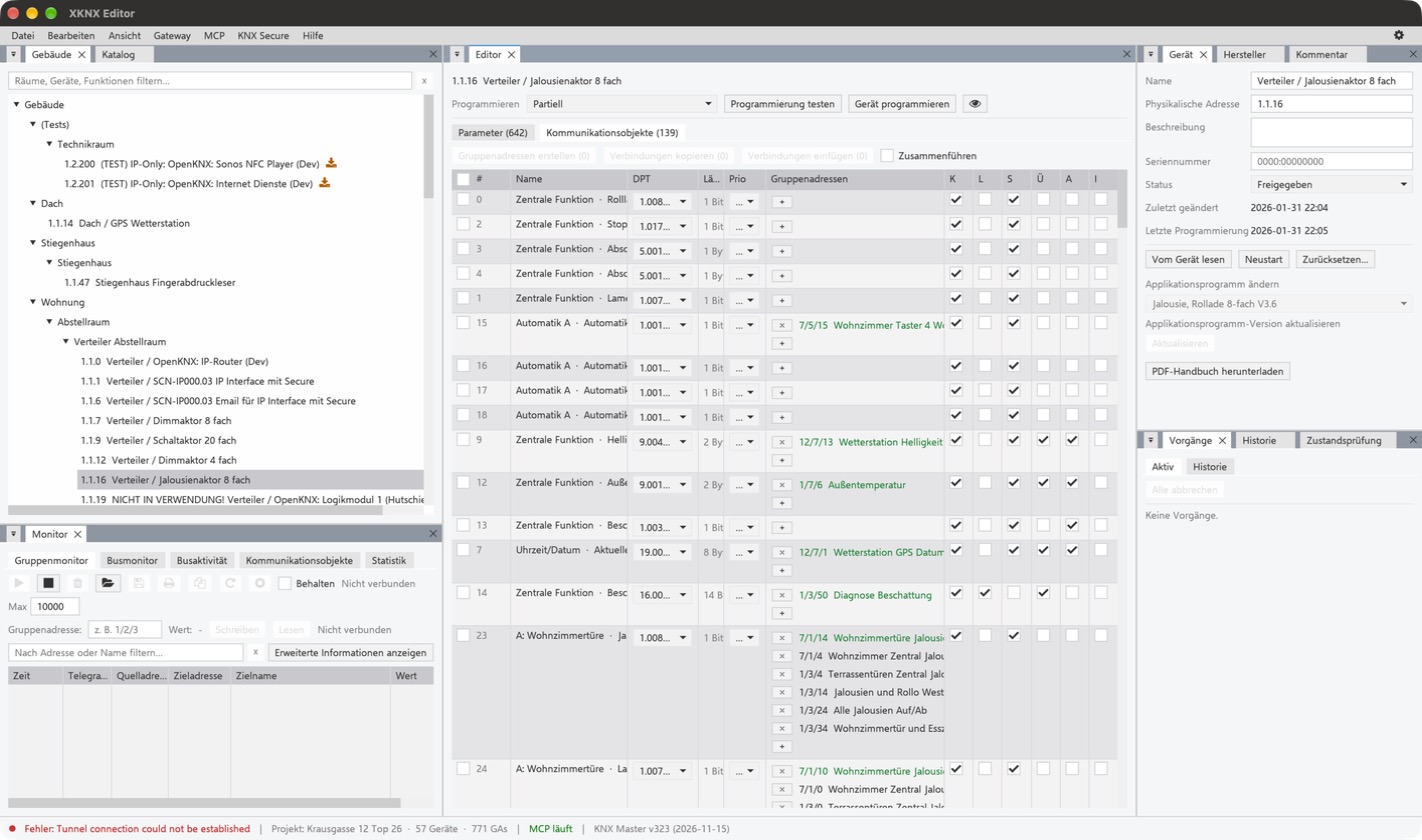 XKNX Editor
Datei Bearbeiten Ansicht Gateway MCP KNX Secure Hilfe
Gebäude Katalog
Räume, Geräte, Funktionen filtern... x
Gebäude
(Tests)
Technikraum
1.2.200 (TEST) IP-Only: OpenKNX: Sonos NFC Player (Dev)
1.2.201 (TEST) IP-Only: OpenKNX: Internet Dienste (Dev)
Dach
1.1.14 Dach / GPS Wetterstation
Stiegenhaus
Stiegenhaus
1.1.47 Stiegenhaus Fingerabdruckleser
Wohnung
Abstellraum
Verteiler Abstellraum
1.1.0 Verteiler / OpenKNX: IP-Router (Dev)
1.1.1 Verteiler / SCN-IP000.03 IP Interface mit Secure
1.1.6 Verteiler / SCN-IP000.03 Email für IP Interface mit Secure
1.1.7 Verteiler / Dimmaktor 8 fach
1.1.9 Verteiler / Schaltaktor 20 fach
1.1.12 Verteiler / Dimmaktor 4 fach
1.1.16 Verteiler / Jalousienaktor 8 fach
1.1.19 NICHT IN VERWENDUNG! Verteiler / OpenKNX: Logikmodul 1 (Hutschie
Monitor
Gruppenmonitor Busmonitor Busaktivität Kommunikationsobjekte Statistik
Behalten Nicht verbunden
Max 10000
Gruppenadresse: z. B. 1/2/3 Wert: - Schreiben Lesen Nicht verbunden
Nach Adresse oder Name filtern... x Erweiterte Informationen anzeigen
Zeit Telegra... Quelladre... Zieladresse Zielname Wert
Editor
1.1.16 Verteiler / Jalousienaktor 8 fach
Programmieren Partiell Programmierung testen Gerät programmieren
Parameter (642) Kommunikationsobjekte (139)
Gruppenadressen erstellen (0) Verbindungen kopieren (0) Verbindungen einfügen (0) Zusammenführen
# Name DPT Lä... Prio Gruppenadressen K L S Ü A I
0 Zentrale Funktion · Rolll 1.008... 1 Bit ... +
2 Zentrale Funktion · Stop 1.017... 1 Bit ... +
3 Zentrale Funktion · Absc 5.001... 1 By ... +
4 Zentrale Funktion · Absc 5.001... 1 By ... +
1 Zentrale Funktion · Lame 1.007... 1 Bit ... +
15 Automatik A · Automatik 1.001... 1 Bit ... × 7/5/15 Wohnzimmer Taster 4 We
+
16 Automatik A · Automatik 1.001... 1 Bit ... +
17 Automatik A · Automatik 1.001... 1 Bit ... +
18 Automatik A · Automatik 1.001... 1 Bit ... +
9 Zentrale Funktion · Helli 9.004... 2 By ... × 12/7/13 Wetterstation Helligkeit
+
12 Zentrale Funktion · Auße 9.001... 2 By ... × 1/7/6 Außentemperatur
+
13 Zentrale Funktion · Besc 1.003... 1 Bit ... +
7 Uhrzeit/Datum · Aktuelle 19.00... 8 By ... × 12/7/1 Wetterstation GPS Datum
+
14 Zentrale Funktion · Besc 16.00... 14 B ... × 1/3/50 Diagnose Beschattung
+
23 A: Wohnzimmertüre · Ja 1.008... 1 Bit ... × 7/1/14 Wohnzimmertüre Jalousi
× 7/1/4 Wohnzimmer Zentral Jalou
× 1/3/4 Terrassentüren Zentral Jalo
× 1/3/14 Jalousien und Rollo West
× 1/3/24 Alle Jalousien Auf/Ab
× 1/3/34 Wohnzimmertür und Essz
+
24 A: Wohnzimmertüre · La 1.007... 1 Bit ... × 7/1/10 Wohnzimmertüre Jalousi
× 7/1/0 Wohnzimmer Zentral Jalou
× 1/3/0 Terrassentüren Zentral Jalo
Gerät Hersteller Kommentar
Name Verteiler / Jalousienaktor 8 fach
Physikalische Adresse 1.1.16
Beschreibung
Seriennummer 0000:00000000
Status Freigegeben
Zuletzt geändert 2026-01-31 22:04
Letzte Programmierung 2026-01-31 22:05
Vom Gerät lesen Neustart Zurücksetzen...
Applikationsprogramm ändern
Jalousie, Rollade 8-fach V3.6
Applikationsprogramm-Version aktualisieren
Aktualisieren
PDF-Handbuch herunterladen
Vorgänge Historie Zustandsprüfung
Aktiv Historie
Alle abbrechen
Keine Vorgänge.
Fehler: Tunnel connection could not be established | Projekt: Krausgasse 12 Top 26 · 57 Geräte · 771 GAs | MCP läuft | KNX Master v323 (2026-11-15)